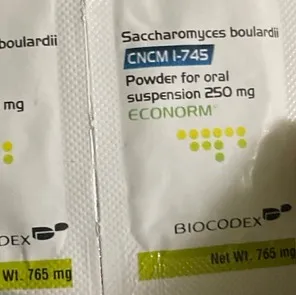 boulardii
mg
DEX
Wt. 765 mg
Saccharomyces boulardii
CNCM I-745
Powder for oral
suspension 250 mg
ECONORM®
BIOCODEX
Net Wt. 765 mg